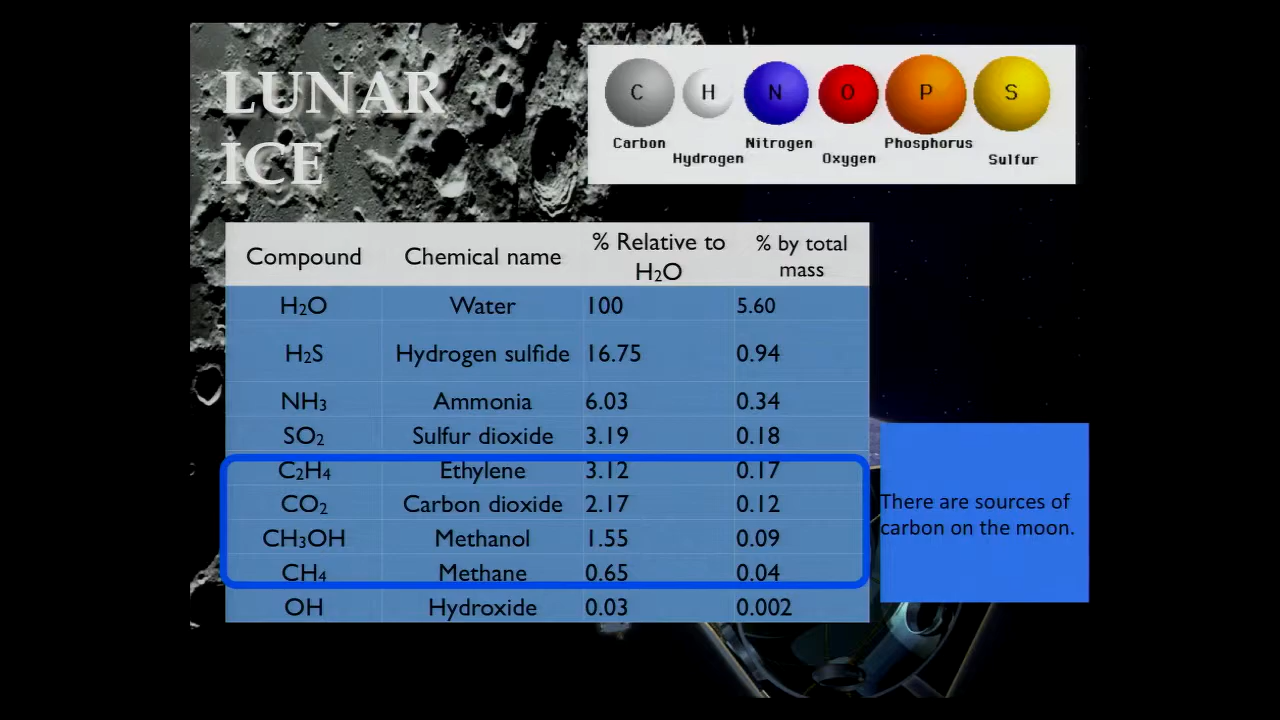 LUNAR
ICE
C H N O P S
Carbon Hydrogen Nitrogen Oxygen Phosphorus Sulfur
Compound Chemical name % Relative to H₂O % by total mass
H₂O Water 100 5.60
H₂S Hydrogen sulfide 16.75 0.94
NH₃ Ammonia 6.03 0.34
SO₂ Sulfur dioxide 3.19 0.18
C₂H₄ Ethylene 3.12 0.17
CO₂ Carbon dioxide 2.17 0.12
CH₃OH Methanol 1.55 0.09
CH₄ Methane 0.65 0.04
OH Hydroxide 0.03 0.002
There are sources of
carbon on the moon.